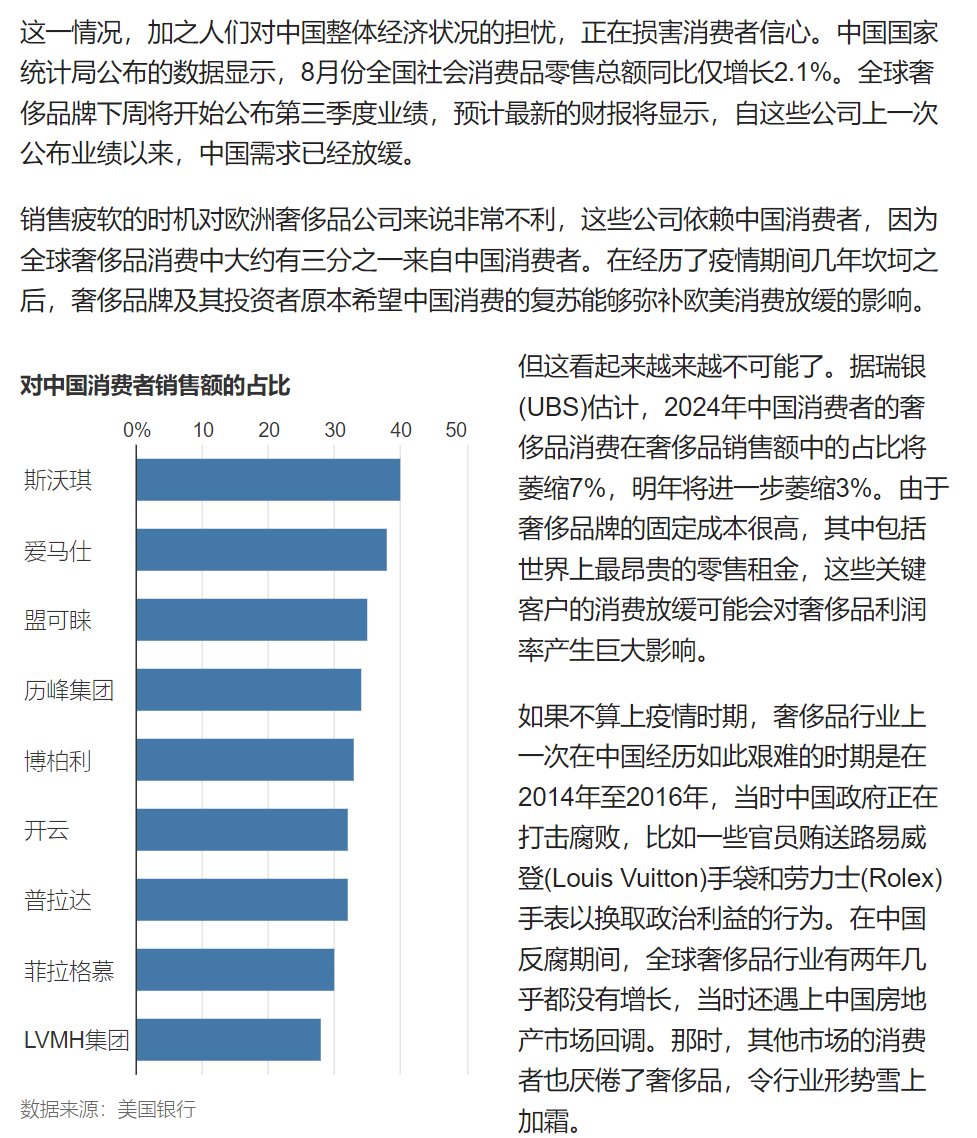 这一情况，加之人们对中国整体经济状况的担忧，正在损害消费者信心。中国国家
统计局公布的数据显示，8月份全国社会消费品零售总额同比仅增长2.1%。全球奢
侈品牌下周将开始公布第三季度业绩，预计最新的财报将显示，自这些公司上一次
公布业绩以来，中国需求已经放缓。
销售疲软的时机对欧洲奢侈品公司来说非常不利，这些公司依赖中国消费者，因为
全球奢侈品消费中大约有三分之一来自中国消费者。在经历了疫情期间几年坎坷之
后，奢侈品牌及其投资者原本希望中国消费的复苏能够弥补欧美消费放缓的影响。
对中国消费者销售额的占比
0% 10 20 30 40 50
斯沃琪
爱马仕
盟可睐
历峰集团
博柏利
开云
普拉达
菲拉格慕
LVMH集团
数据来源：美国银行
但这看起来越来越不可能了。据瑞银
(UBS)估计，2024年中国消费者的奢
侈品消费在奢侈品销售额中的占比将
萎缩7%，明年将进一步萎缩3%。由于
奢侈品牌的固定成本很高，其中包括
世界上最昂贵的零售租金，这些关键
客户的消费放缓可能会对奢侈品利润
率产生巨大影响。
如果不算上疫情时期，奢侈品行业上
一次在中国经历如此艰难的时期是在
2014年至2016年，当时中国政府正在
打击腐败，比如一些官员贿送路易威
登(Louis Vuitton)手袋和劳力士(Rolex)
手表以换取政治利益的行为。在中国
反腐期间，全球奢侈品行业有两年几
乎都没有增长，当时还遇上中国房地
产市场回调。那时，其他市场的消费
者也厌倦了奢侈品，令行业形势雪上
加霜。